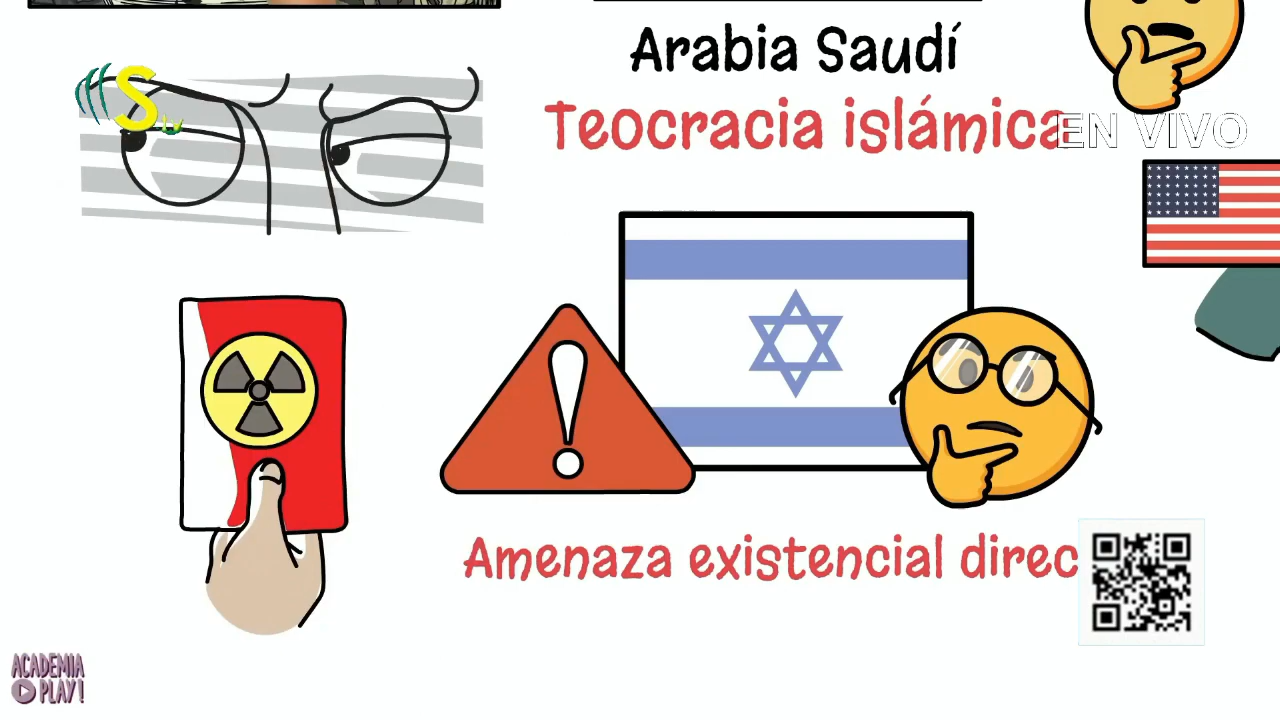 Arabia Saudí
Teocracia islámica
EN VIVO
Amenaza existencial direc
ACADEMIA
PLAY!